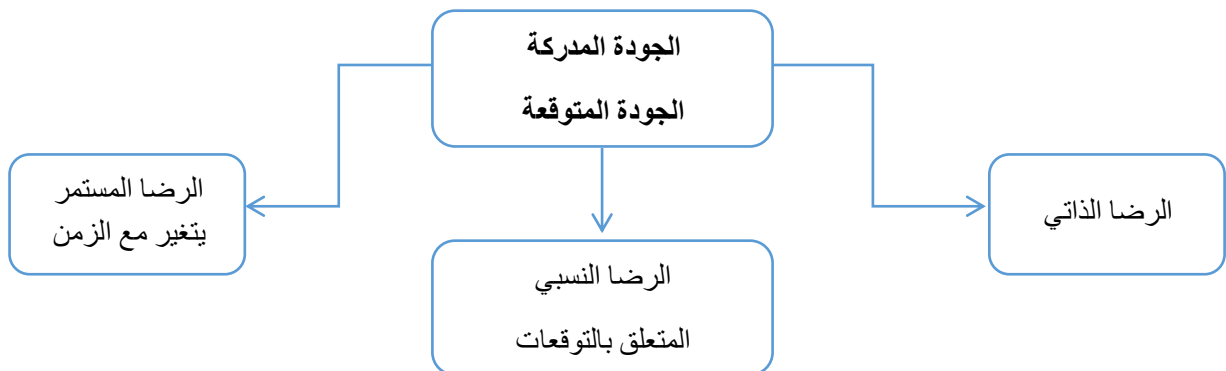 الجودة المدركة
الجودة المتوقعة
الرضا الذاتي
الرضا النسبي
المتعلق بالتوقعات
الرضا المستمر
يتغير مع الزمن